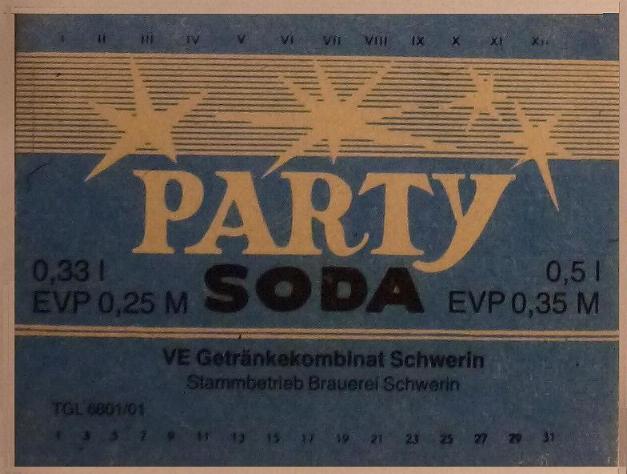 I II III IV V VI VII VIII IX X XI XII
PARTY
SODA
0,33 l
EVP 0,25 M
0,5 l
EVP 0,35 M
VE Getränkekombinat Schwerin
Stammbetrieb Brauerei Schwerin
TGL 6801/01
1 3 5 7 9 11 13 15 17 19 21 23 25 27 29 31